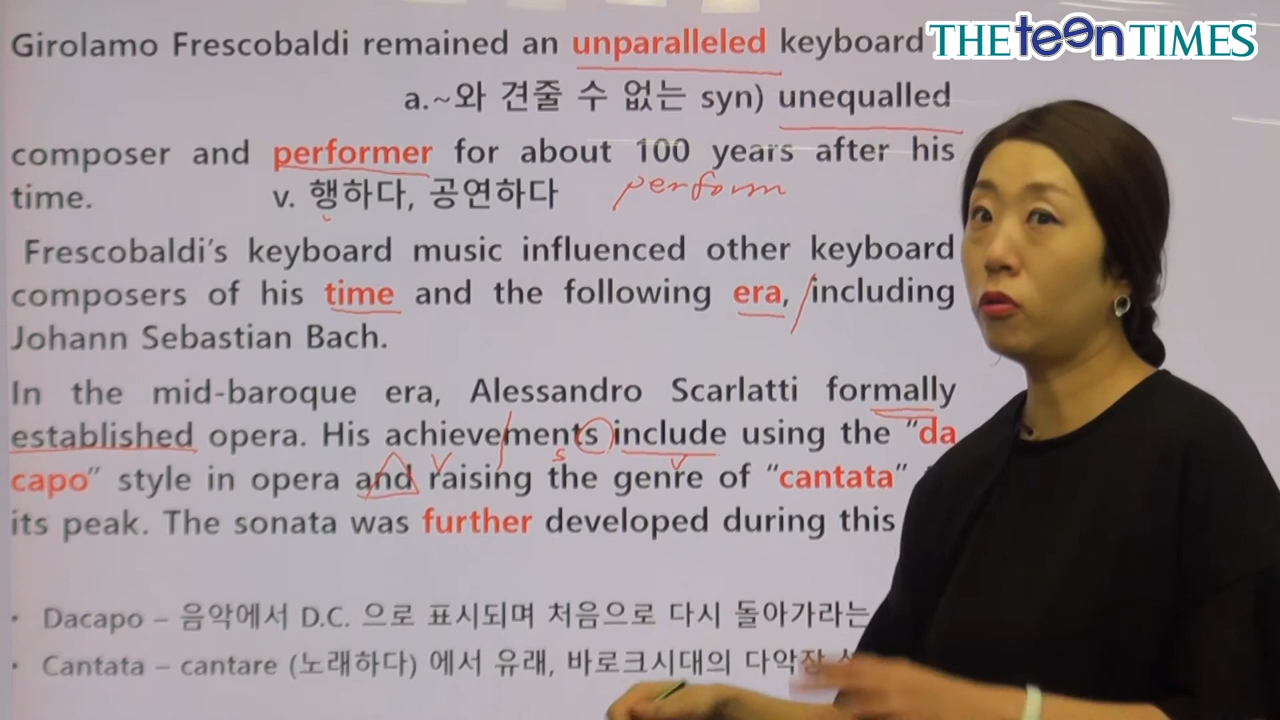 THE teen TIMES
Girolamo Frescobaldi remained an unparalleled keyboard
a.~와 견줄 수 없는 syn) unequalled
composer and performer for about 100 years after his
time. v. 행하다, 공연하다 perform
Frescobaldi's keyboard music influenced other keyboard
composers of his time and the following era, including
Johann Sebastian Bach.
In the mid-baroque era, Alessandro Scarlatti formally
established opera. His achievements include using the "da
s v
capo" style in opera and raising the genre of "cantata"
its peak. The sonata was further developed during this
• Dacapo – 음악에서 D.C. 으로 표시되며 처음으로 다시 돌아가라는
• Cantata – cantare (노래하다) 에서 유래, 바로크시대의 다악장